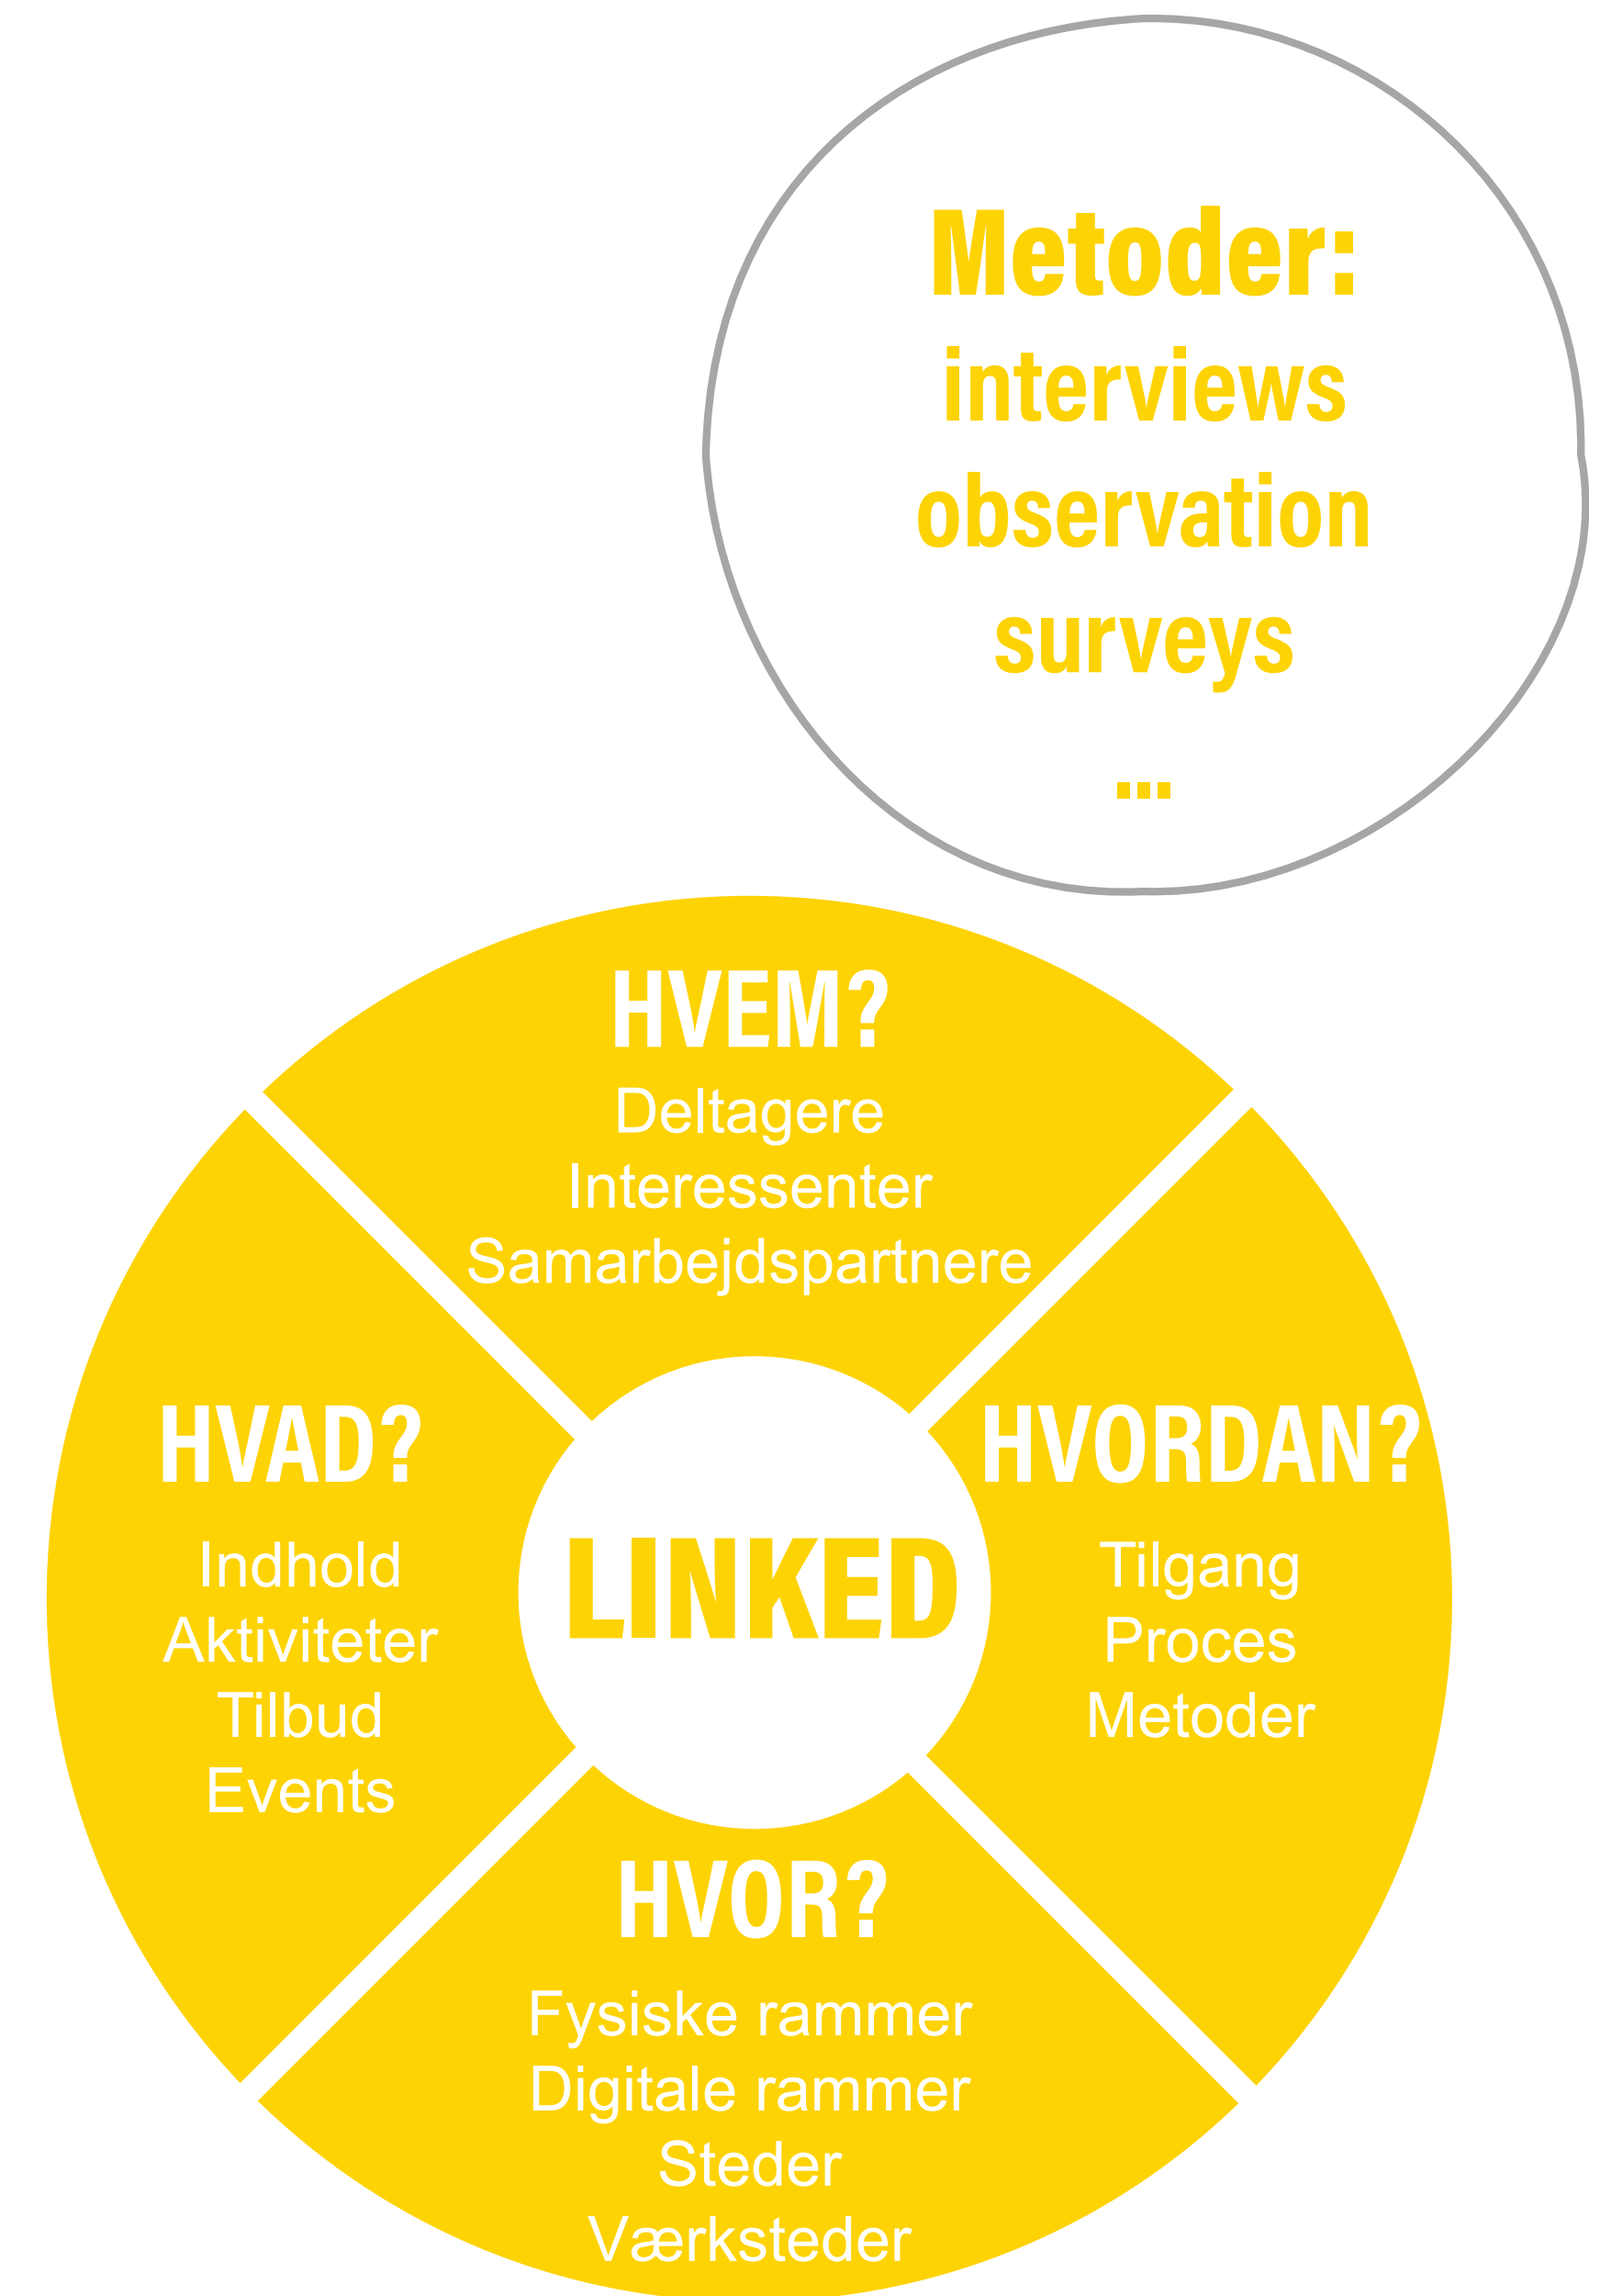 Metoder:
interviews
observation
surveys
...
HVEM?
Deltagere
Interessenter
Samarbejdspartnere
HVAD?
Indhold
Aktiviteter
Tilbud
Events
LINKED
HVORDAN?
Tilgang
Proces
Metoder
HVOR?
Fysiske rammer
Digitale rammer
Steder
Værksteder